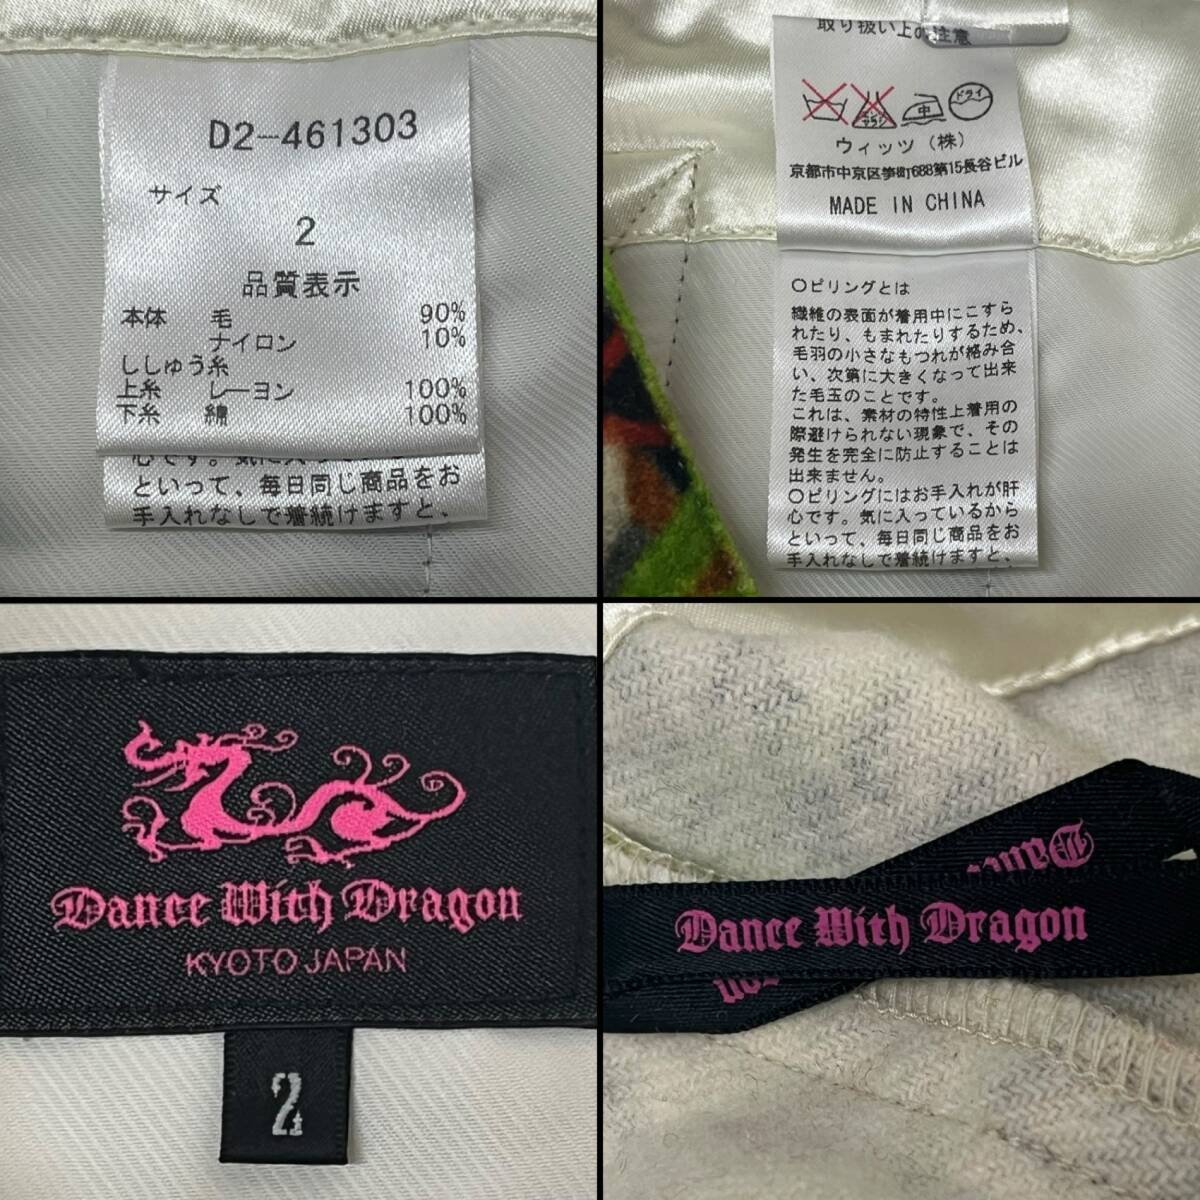 D2-461303
サイズ
2
品質表示
本体 毛 90%
ナイロン 10%
ししゅう糸
上糸 レーヨン 100%
下糸 綿 100%
心です。気に入
といって、毎日同じ商品をお
手入れなしで着続けますと、
取り扱い上の注意
エンソ
サラシ
中
ドライ
ウィッツ（株）
京都市中京区笋町688第15長谷ビル
MADE IN CHINA
○ピリングとは
繊維の表面が着用中にこすら
れたり、もまれたりするため、
毛羽の小さなもつれが絡み合
い、次第に大きくなって出来
た毛玉のことです。
これは、素材の特性上着用の
際避けられない現象で、その
発生を完全に防止することは
出来ません。
○ピリングにはお手入れが肝
心です。気に入っているから
といって、毎日同じ商品をお
手入れなしで着続けますと、
Dance With Dragon
KYOTO JAPAN
2
Dance With Dragon